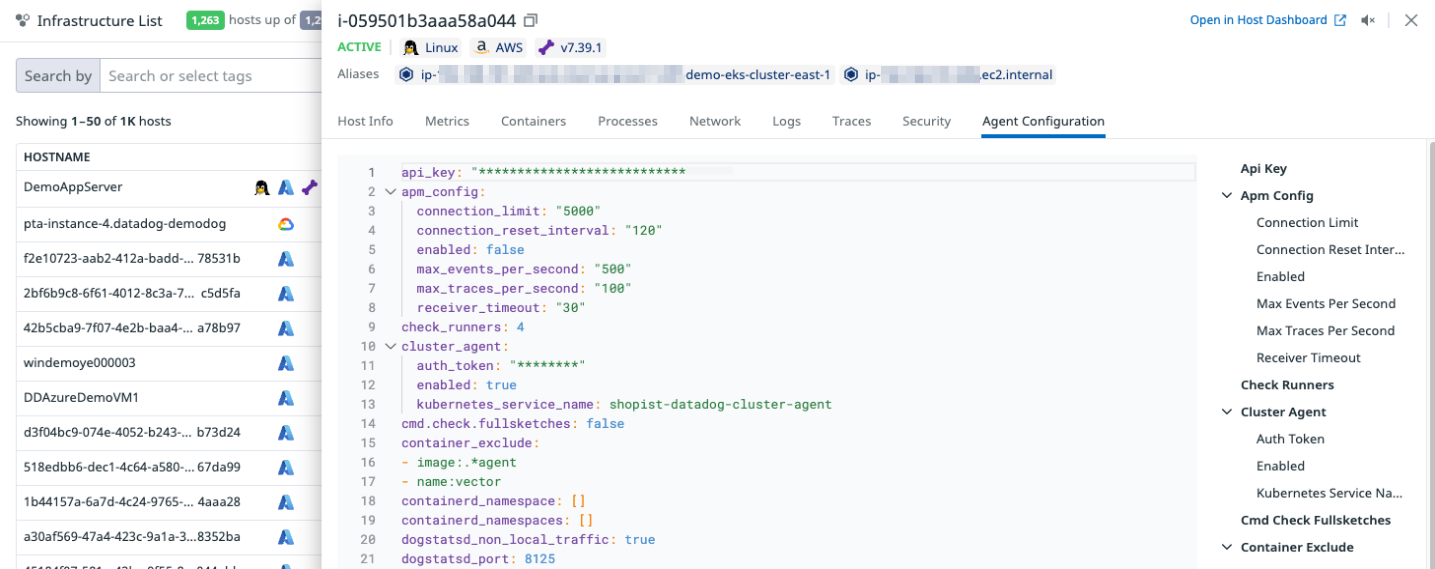 Infrastructure List 1,263 hosts up of
Search by Search or select tags
Showing 1–50 of 1K hosts
HOSTNAME
DemoAppServer
pta-instance-4.datadog-demodog
f2e10723-aab2-412a-badd-... 78531b
2bf6b9c8-6f61-4012-8c3a-7... c5d5fa
42b5cba9-7f07-4e2b-baa4-... a78b97
windemoye000003
DDAzureDemoVM1
d3f04bc9-074e-4052-b243-... b73d24
518edbb6-dec1-4c64-a580-... 67da99
1b44157a-6a7d-4c24-9765-... 4aaa28
a30af569-47a4-423c-9a1a-3...8352ba
i-059501b3aaa58a044
Open in Host Dashboard
ACTIVE Linux AWS v7.39.1
Aliases ip- demo-eks-cluster-east-1 ip- .ec2.internal
Host Info Metrics Containers Processes Network Logs Traces Security Agent Configuration
1 api_key: "***************************
2 apm_config:
3 connection_limit: "5000"
4 connection_reset_interval: "120"
5 enabled: false
6 max_events_per_second: "500"
7 max_traces_per_second: "100"
8 receiver_timeout: "30"
9 check_runners: 4
10 cluster_agent:
11 auth_token: "********"
12 enabled: true
13 kubernetes_service_name: shopist-datadog-cluster-agent
14 cmd.check.fullsketches: false
15 container_exclude:
16 - image:.*agent
17 - name:vector
18 containerd_namespace: []
19 containerd_namespaces: []
20 dogstatsd_non_local_traffic: true
21 dogstatsd_port: 8125
Api Key
Apm Config
Connection Limit
Connection Reset Inter...
Enabled
Max Events Per Second
Max Traces Per Second
Receiver Timeout
Check Runners
Cluster Agent
Auth Token
Enabled
Kubernetes Service Na...
Cmd Check Fullsketches
Container Exclude